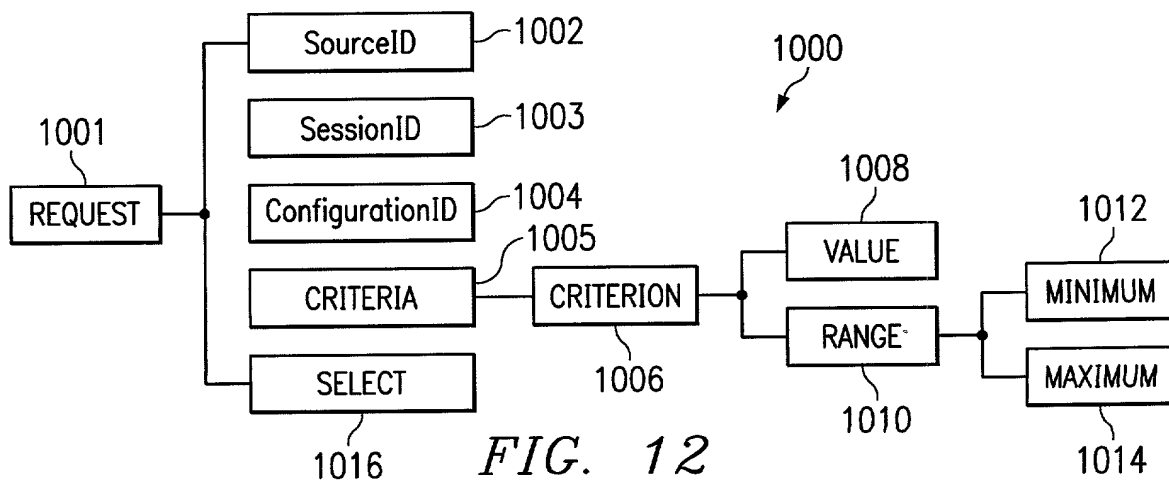 SourceID
1002
1000
1001
SessionID
1003
REQUEST
ConfigurationID
1004
1008
1012
1005
VALUE
CRITERIA
CRITERION
MINIMUM
RANGE
1006
SELECT
1010
MAXIMUM
1016
1014
FIG. 12